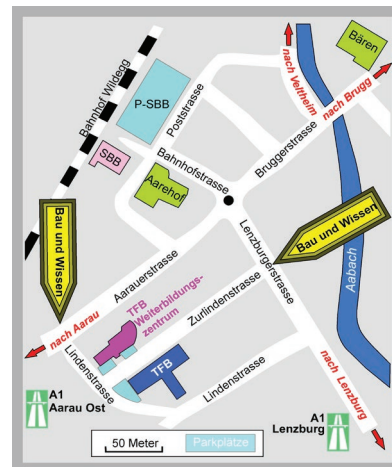 Bären
nach Veltheim
nach Brugg
Bahnhof Wildegg
P-SBB
Poststrasse
SBB
Bahnhofstrasse
Bruggerstrasse
Aarehof
Bau und Wissen
Bau und Wissen
Aabach
Lenzburgerstrasse
Aarauerstrasse
TFB
Weiterbildungs-
zentrum
Zurlindenstrasse
nach Aarau
TFB
Lindenstrasse
Lindenstrasse
nach Lenzburg
A1
Aarau Ost
A1
Lenzburg
50 Meter
Parkplätze